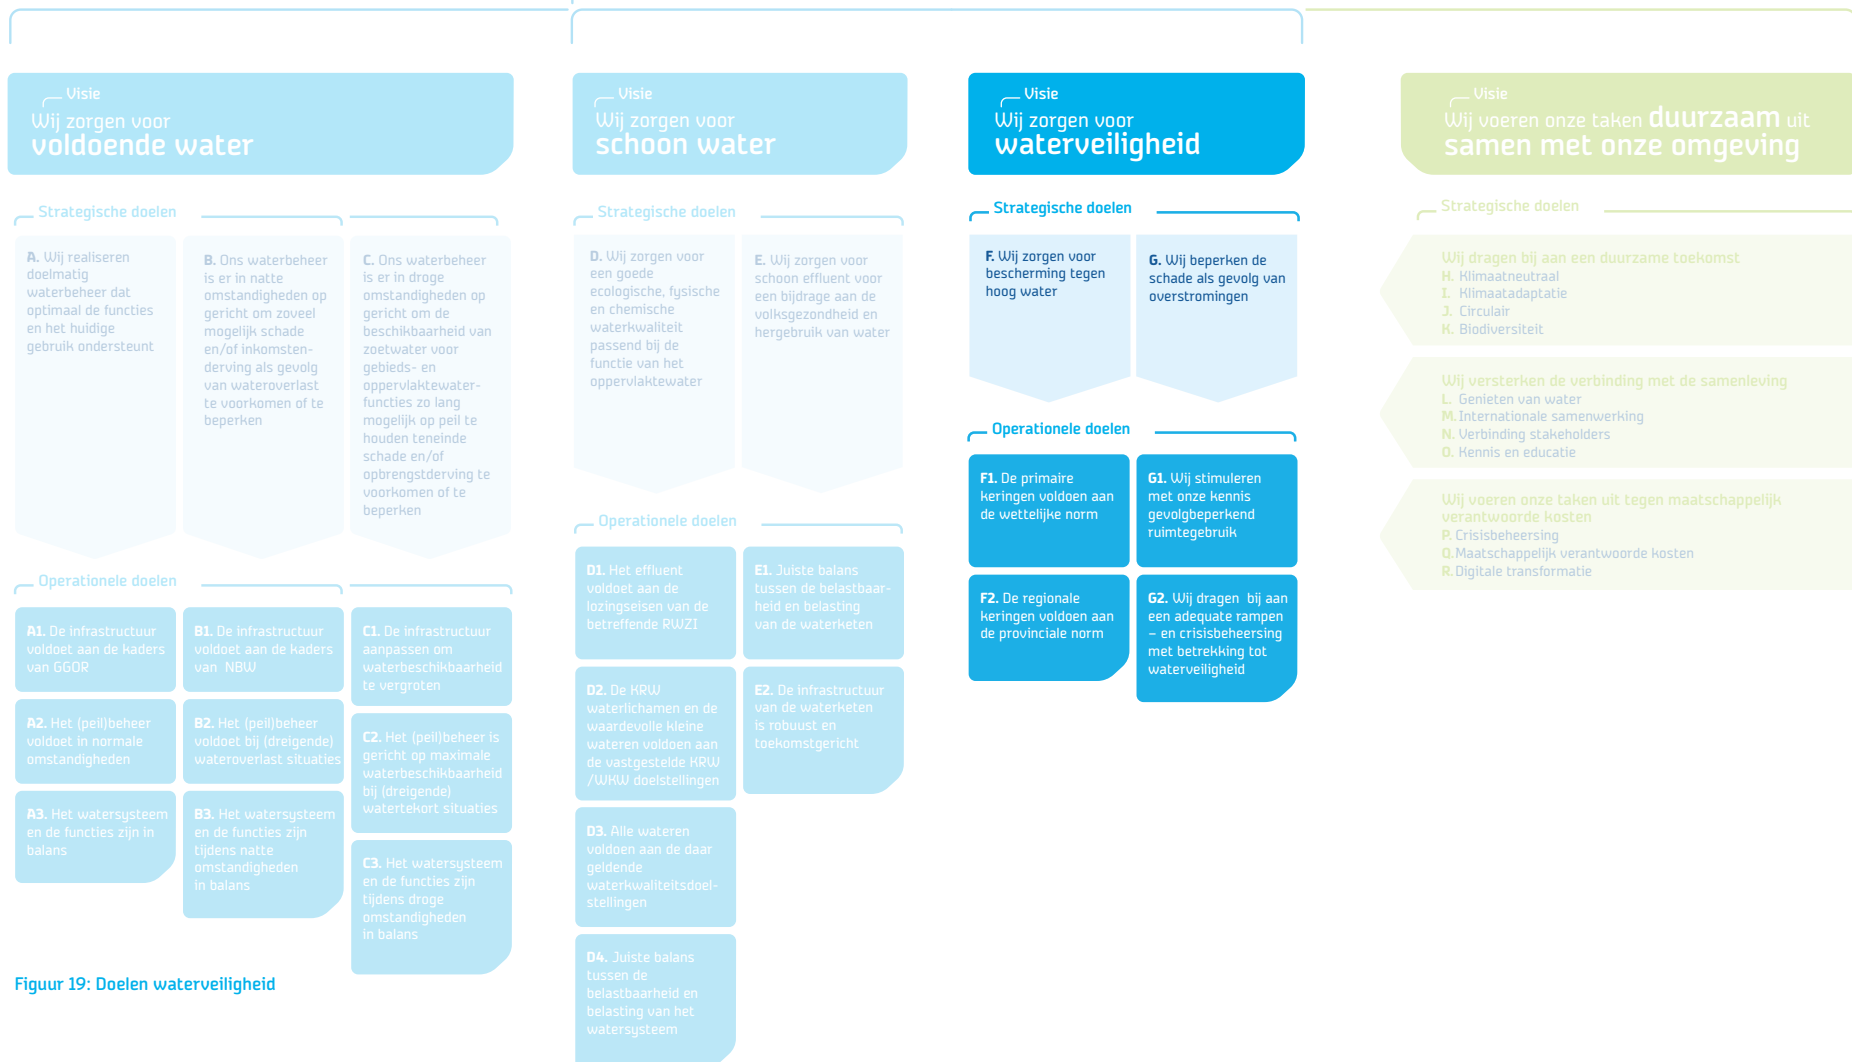 Visie
Wij zorgen voor
voldoende water
Strategische doelen
A. Wij realiseren
doelmatig
waterbeheer dat
optimaal de functies
en het huidige
gebruik ondersteunt
B. Ons waterbeheer
is er in natte
omstandigheden op
gericht om zoveel
mogelijk schade
en/of inkomsten-
derving als gevolg
van wateroverlast
te voorkomen of te
beperken
C. Ons waterbeheer
is er in droge
omstandigheden op
gericht om de
beschikbaarheid van
zoetwater voor
gebieds- en
oppervlaktewater-
functies zo lang
mogelijk op peil te
houden teneinde
schade en/of
opbrengstderving te
voorkomen of te
beperken
Operationele doelen
A1. De infrastructuur
voldoet aan de kaders
van GGOR
A2. Het (peil)beheer
voldoet in normale
omstandigheden
A3. Het watersysteem
en de functies zijn in
balans
B1. De infrastructuur
voldoet aan de kaders
van NBW
B2. Het (peil)beheer
voldoet bij (dreigende)
wateroverlast situaties
B3. Het watersysteem
en de functies zijn
tijdens natte
omstandigheden
in balans
C1. De infrastructuur
aanpassen om
waterbeschikbaarheid
te vergroten
C2. Het (peil)beheer is
gericht op maximale
waterbeschikbaarheid
bij (dreigende)
watertekort situaties
C3. Het watersysteem
en de functies zijn
tijdens droge
omstandigheden
in balans
Visie
Wij zorgen voor
schoon water
Strategische doelen
D. Wij zorgen voor
een goede
ecologische, fysische
en chemische
waterkwaliteit
passend bij de
functie van het
oppervlaktewater
E. Wij zorgen voor
schoon effluent voor
een bijdrage aan de
volksgezondheid en
hergebruik van water
Operationele doelen
D1. Het effluent
voldoet aan de
lozingseisen van de
betreffende RWZI
D2. De KRW
waterlichamen en de
waardevolle kleine
wateren voldoen aan
de vastgestelde KRW
/WKW doelstellingen
D3. Alle wateren
voldoen aan de daar
geldende
waterkwaliteitsdoel-
stellingen
D4. Juiste balans
tussen de
belastbaarheid en
belasting van het
watersysteem
E1. Juiste balans
tussen de belastbaar-
heid en belasting
van de waterketen
E2. De infrastructuur
van de waterketen
is robuust en
toekomstgericht
Visie
Wij zorgen voor
waterveiligheid
Strategische doelen
F. Wij zorgen voor
bescherming tegen
hoog water
G. Wij beperken de
schade als gevolg van
overstromingen
Operationele doelen
F1. De primaire
keringen voldoen aan
de wettelijke norm
F2. De regionale
keringen voldoen aan
de provinciale norm
G1. Wij stimuleren
met onze kennis
gevolgbeperkend
ruimtegebruik
G2. Wij dragen bij aan
een adequate rampen
– en crisisbeheersing
met betrekking tot
waterveiligheid
Visie
Wij voeren onze taken duurzaam uit
samen met onze omgeving
Strategische doelen
Wij dragen bij aan een duurzame toekomst
H. Klimaatneutraal
I. Klimaatadaptatie
J. Circulair
K. Biodiversiteit
Wij versterken de verbinding met de samenleving
L. Genieten van water
M. Internationale samenwerking
N. Verbinding stakeholders
O. Kennis en educatie
Wij voeren onze taken uit tegen maatschappelijk
verantwoorde kosten
P. Crisisbeheersing
Q. Maatschappelijk verantwoorde kosten
R. Digitale transformatie
Figuur 19: Doelen waterveiligheid